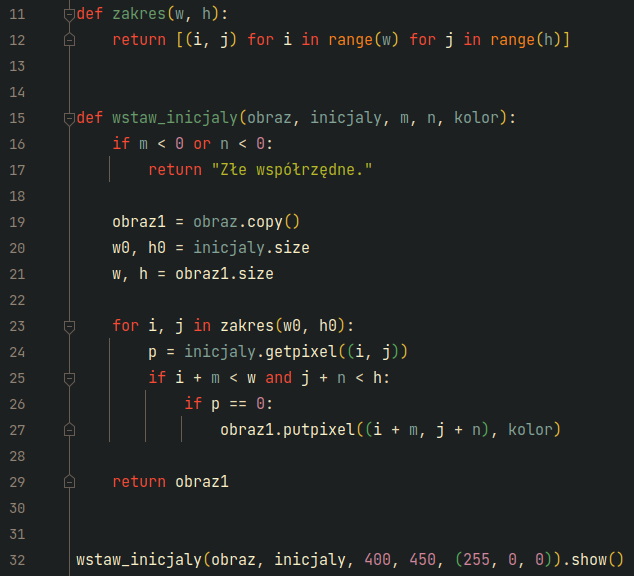 11 def zakres(w, h):
12     return [(i, j) for i in range(w) for j in range(h)]
13
14
15 def wstaw_inicjaly(obraz, inicjaly, m, n, kolor):
16     if m < 0 or n < 0:
17         return "Złe współrzędne."
18
19     obraz1 = obraz.copy()
20     w0, h0 = inicjaly.size
21     w, h = obraz1.size
22
23     for i, j in zakres(w0, h0):
24         p = inicjaly.getpixel((i, j))
25         if i + m < w and j + n < h:
26             if p == 0:
27                 obraz1.putpixel((i + m, j + n), kolor)
28
29     return obraz1
30
31
32 wstaw_inicjaly(obraz, inicjaly, 400, 450, (255, 0, 0)).show()